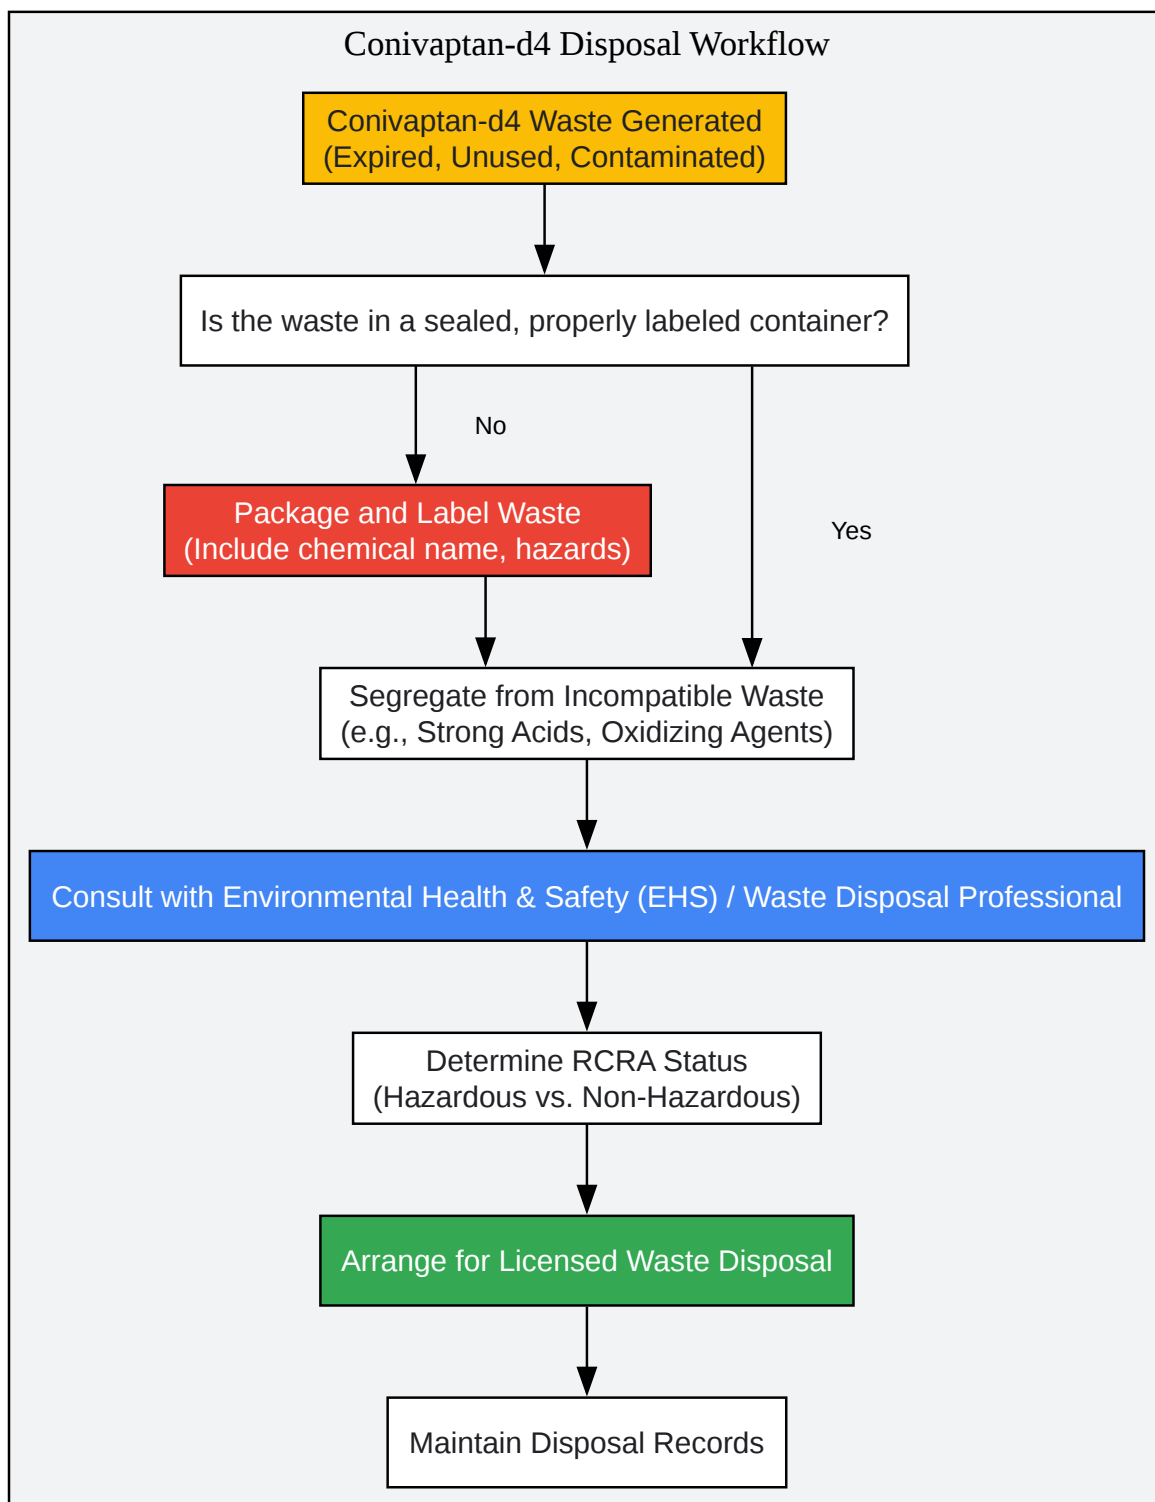 Conivaptan-d4 Disposal Workflow
Conivaptan-d4 Waste Generated
(Expired, Unused, Contaminated)
Is the waste in a sealed, properly labeled container?
No
Package and Label Waste
(Include chemical name, hazards)
Yes
Segregate from Incompatible Waste
(e.g., Strong Acids, Oxidizing Agents)
Consult with Environmental Health & Safety (EHS) / Waste Disposal Professional
Determine RCRA Status
(Hazardous vs. Non-Hazardous)
Arrange for Licensed Waste Disposal
Maintain Disposal Records